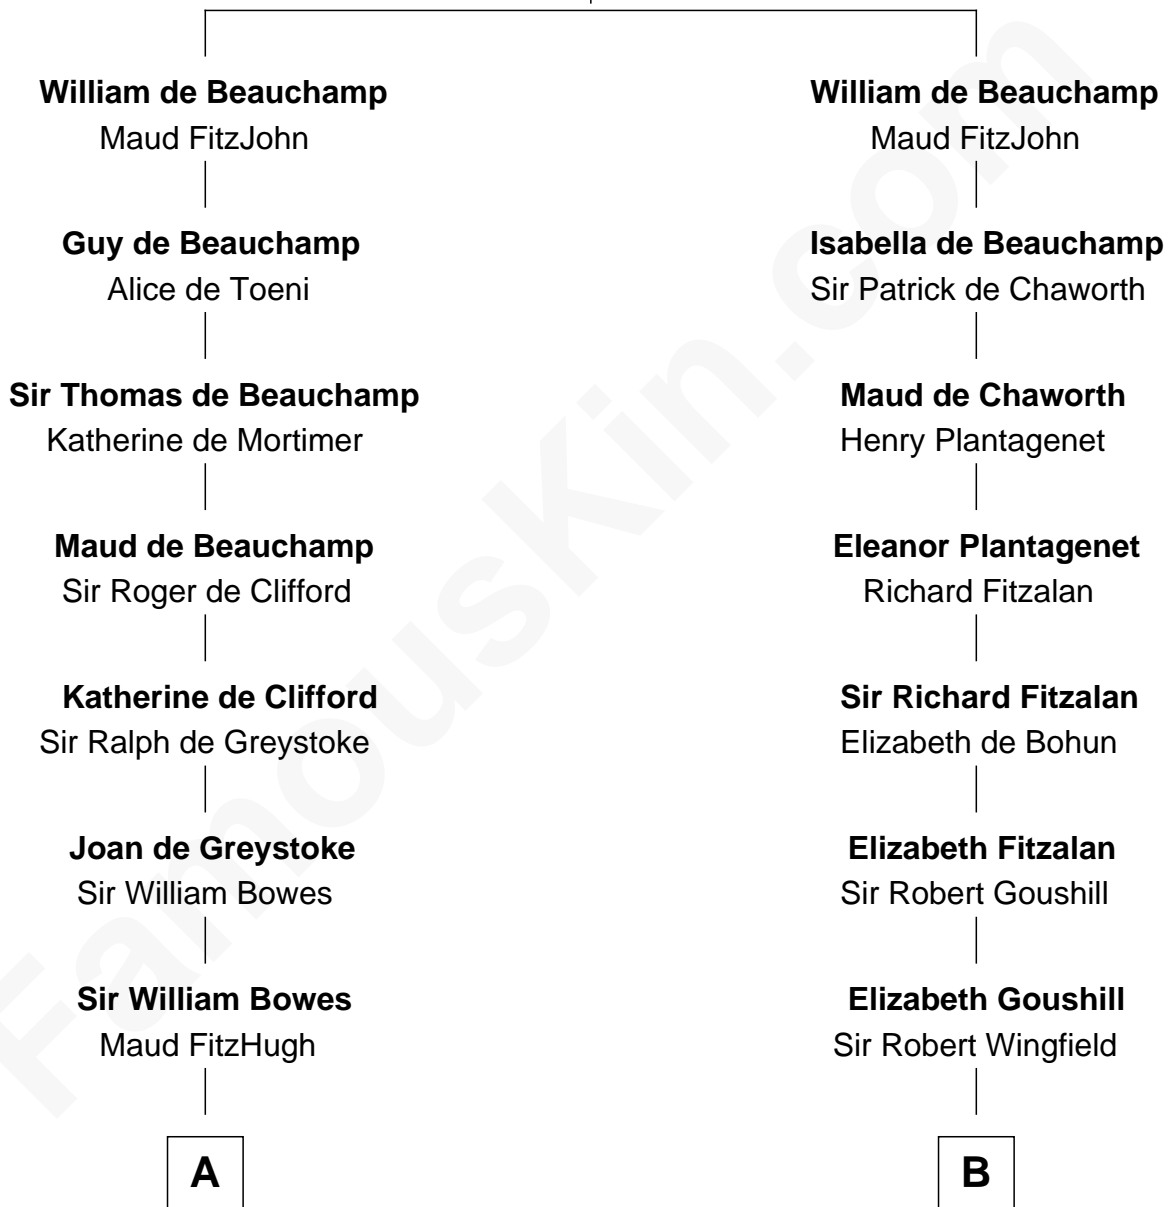 William de Beauchamp
Maud FitzJohn
Guy de Beauchamp
Alice de Toeni
Sir Thomas de Beauchamp
Katherine de Mortimer
Maud de Beauchamp
Sir Roger de Clifford
Katherine de Clifford
Sir Ralph de Greystoke
Joan de Greystoke
Sir William Bowes
Sir William Bowes
Maud FitzHugh
A
William de Beauchamp
Maud FitzJohn
Isabella de Beauchamp
Sir Patrick de Chaworth
Maud de Chaworth
Henry Plantagenet
Eleanor Plantagenet
Richard Fitzalan
Sir Richard Fitzalan
Elizabeth de Bohun
Elizabeth Fitzalan
Sir Robert Goushill
Elizabeth Goushill
Sir Robert Wingfield
B
FamousKin.com